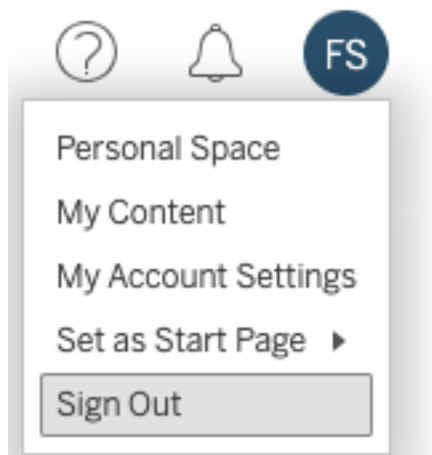 ?
FS
Personal Space
My Content
My Account Settings
Set as Start Page
Sign Out